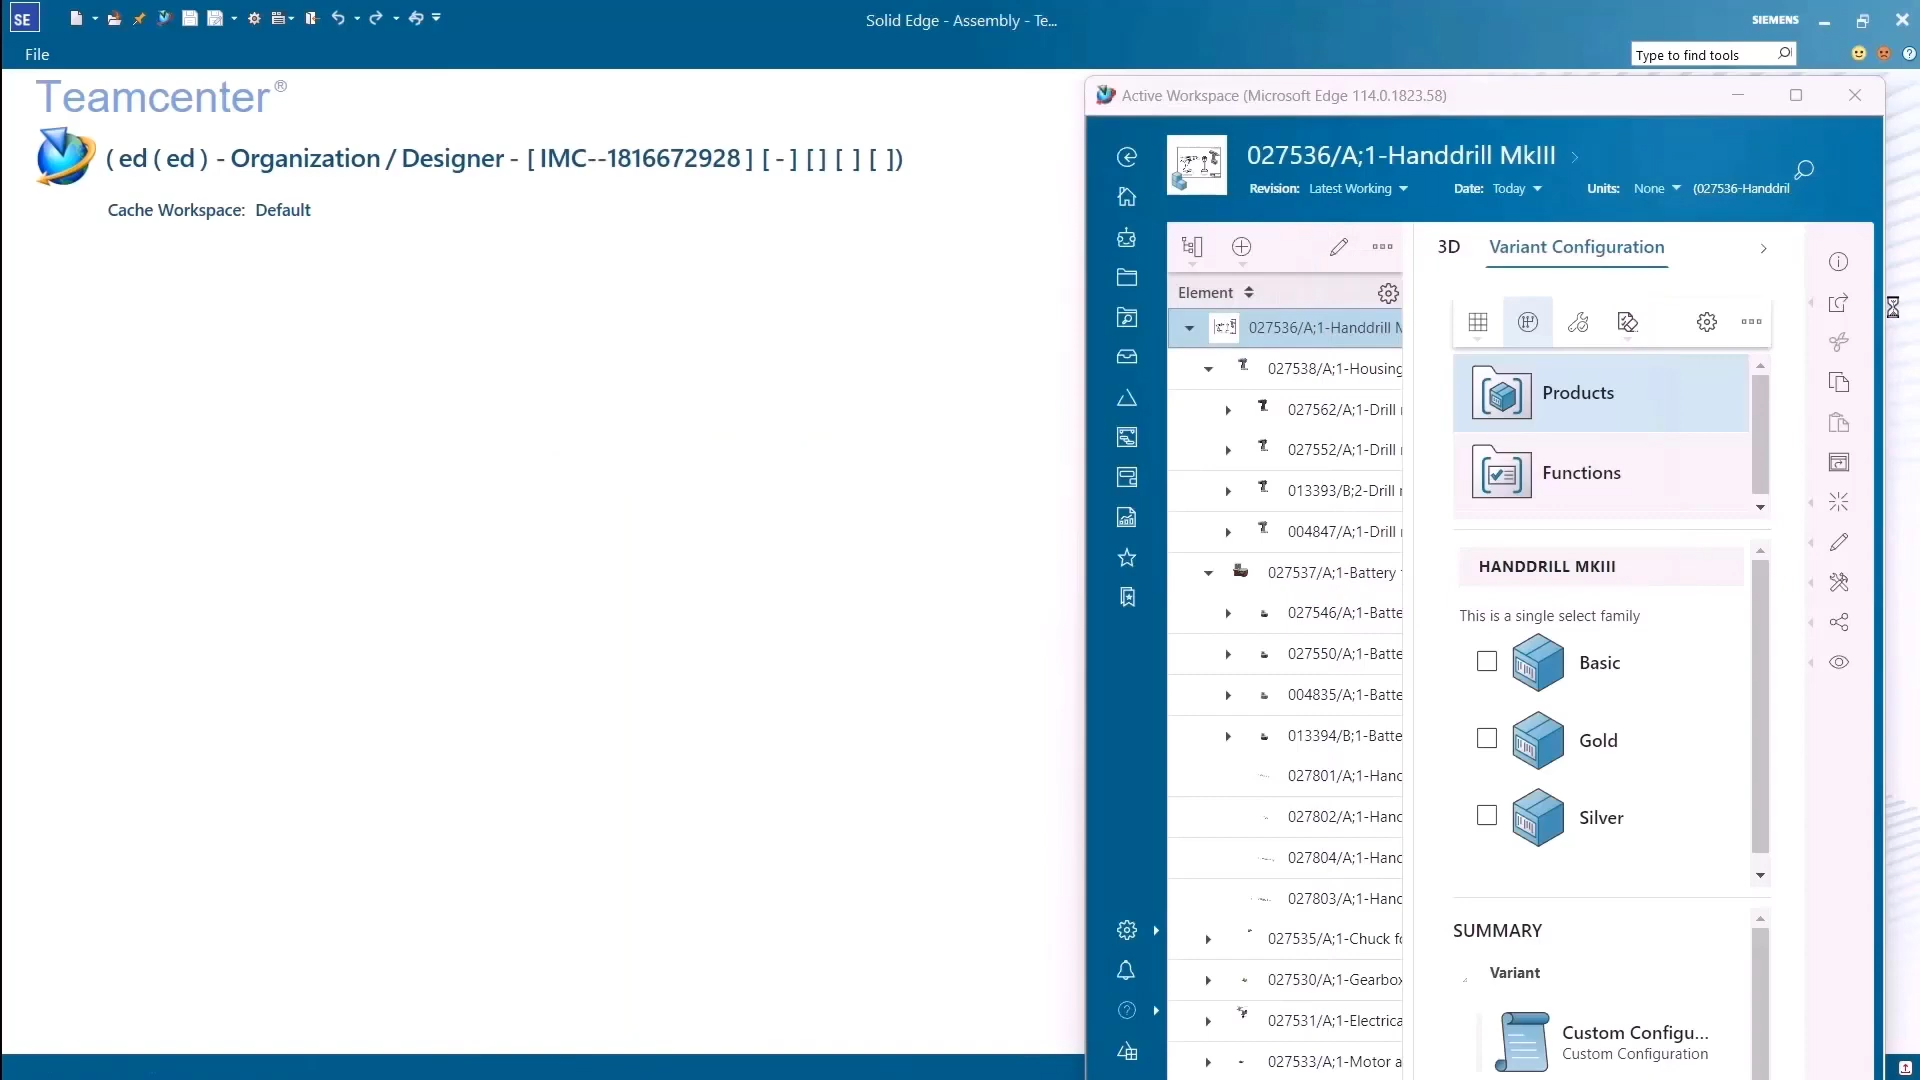 SE
Solid Edge - Assembly - Te...
SIEMENS
File
Type to find tools
Teamcenter®
( ed ( ed ) - Organization / Designer - [ IMC--1816672928 ] [ - ] [ ] [ ] [ ])
Cache Workspace: Default
Active Workspace (Microsoft Edge 114.0.1823.58)
027536/A;1-Handdrill MkIII
Revision: Latest Working
Date: Today
Units: None
(027536-Handdril
3D
Variant Configuration
Element
027536/A;1-Handdrill M
027538/A;1-Housing
027562/A;1-Drill
027552/A;1-Drill
013393/B;2-Drill
004847/A;1-Drill
027537/A;1-Battery
027546/A;1-Batte
027550/A;1-Batte
004835/A;1-Batte
013394/B;1-Batte
027801/A;1-Hand
027802/A;1-Hand
027804/A;1-Hand
027803/A;1-Hand
027535/A;1-Chuck fo
027530/A;1-Gearbox
027531/A;1-Electrica
027533/A;1-Motor a
Products
Functions
HANDDRILL MKIII
This is a single select family
Basic
Gold
Silver
SUMMARY
Variant
Custom Configu...
Custom Configuration